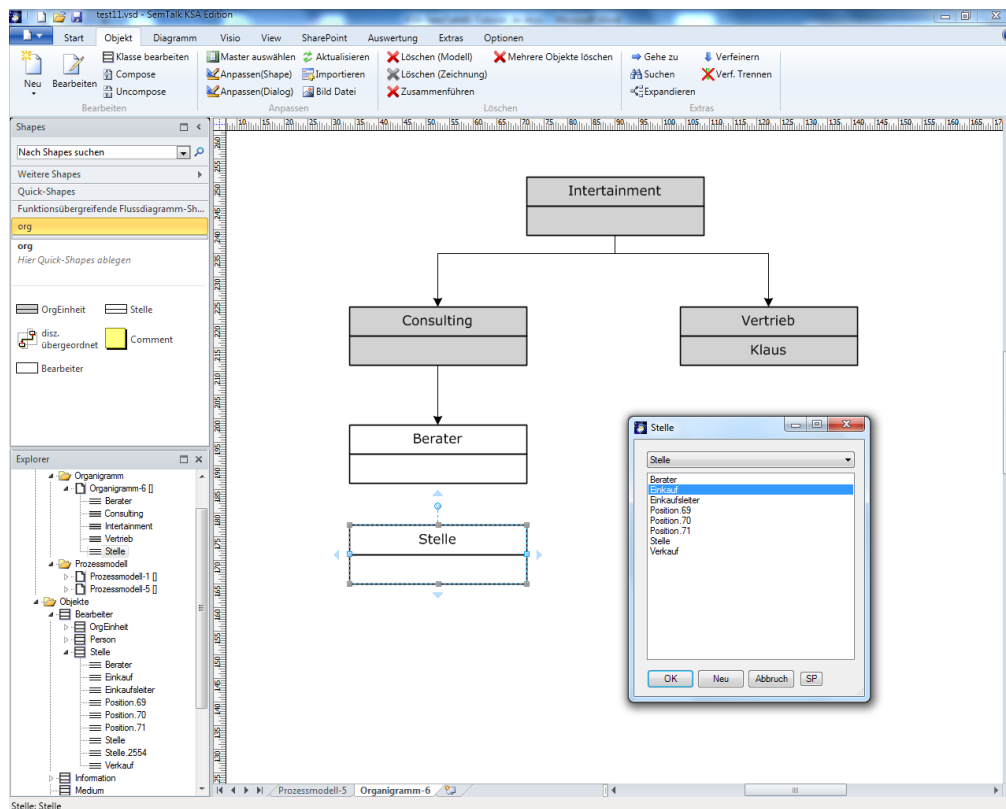 test11.vsd - SemTalk KSA Edition
Start Objekt Diagramm Visio View SharePoint Auswertung Extras Optionen
Neu
Bearbeiten
Klasse bearbeiten
Compose
Uncompose
Bearbeiten
Master auswählen
Anpassen(Shape)
Anpassen(Dialog)
Aktualisieren
Importieren
Bild Datei
Anpassen
Löschen (Modell)
Löschen (Zeichnung)
Zusammenführen
Mehrere Objekte löschen
Löschen
Gehe zu
Suchen
Expandieren
Verfeinern
Verf. Trennen
Extras
Shapes
Nach Shapes suchen
Weitere Shapes
Quick-Shapes
Funktionsübergreifende Flussdiagramm-Sh...
org
org
Hier Quick-Shapes ablegen
OrgEinheit
Stelle
disz.
übergeordnet
Comment
Bearbeiter
Explorer
Organigramm
Organigramm-6 []
Berater
Consulting
Intertainment
Vertrieb
Stelle
Prozessmodell
Prozessmodell-1 []
Prozessmodell-5 []
Objekte
Bearbeiter
OrgEinheit
Person
Stelle
Berater
Einkauf
Einkaufsleiter
Position.69
Position.70
Position.71
Stelle
Stelle.2554
Verkauf
Information
Medium
Stelle: Stelle
Intertainment
Consulting
Vertrieb
Klaus
Berater
Stelle
Stelle
Stelle
Berater
Einkauf
Einkaufsleiter
Position.69
Position.70
Position.71
Stelle
Verkauf
OK Neu Abbruch SP
Prozessmodell-5 Organigramm-6